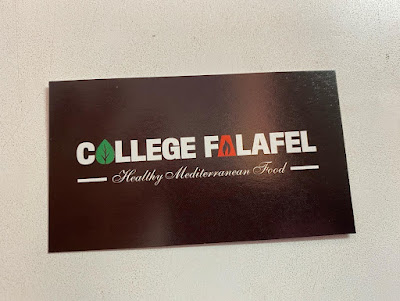 COLLEGE FALAFEL
Healthy Mediterranean Food